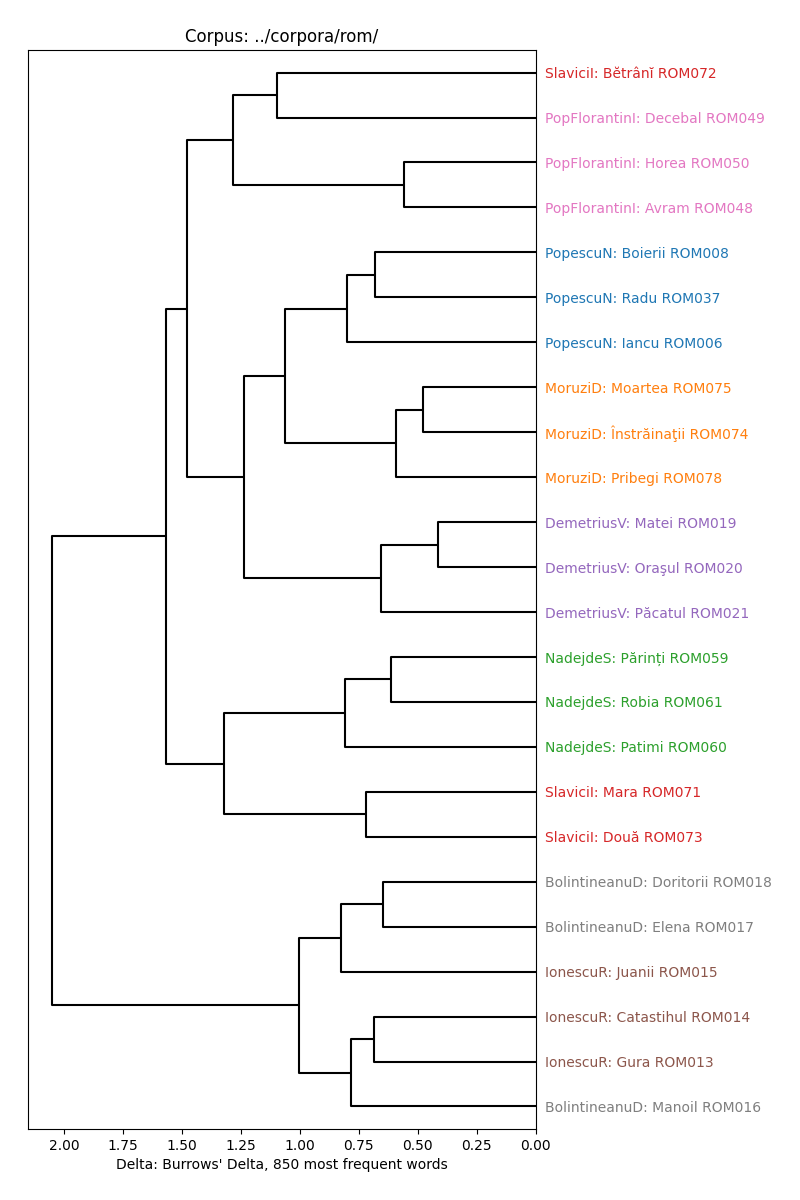 Corpus: ../corpora/rom/
SlaviciI: Bĕtrânĭ ROM072
PopFlorantinI: Decebal ROM049
PopFlorantinI: Horea ROM050
PopFlorantinI: Avram ROM048
PopescuN: Boierii ROM008
PopescuN: Radu ROM037
PopescuN: Iancu ROM006
MoruziD: Moartea ROM075
MoruziD: Înstrăinaţii ROM074
MoruziD: Pribegi ROM078
DemetriusV: Matei ROM019
DemetriusV: Oraşul ROM020
DemetriusV: Păcatul ROM021
NadejdeS: Părinți ROM059
NadejdeS: Robia ROM061
NadejdeS: Patimi ROM060
SlaviciI: Mara ROM071
SlaviciI: Două ROM073
BolintineanuD: Doritorii ROM018
BolintineanuD: Elena ROM017
IonescuR: Juanii ROM015
IonescuR: Catastihul ROM014
IonescuR: Gura ROM013
BolintineanuD: Manoil ROM016
2.00 1.75 1.50 1.25 1.00 0.75 0.50 0.25 0.00
Delta: Burrows' Delta, 850 most frequent words